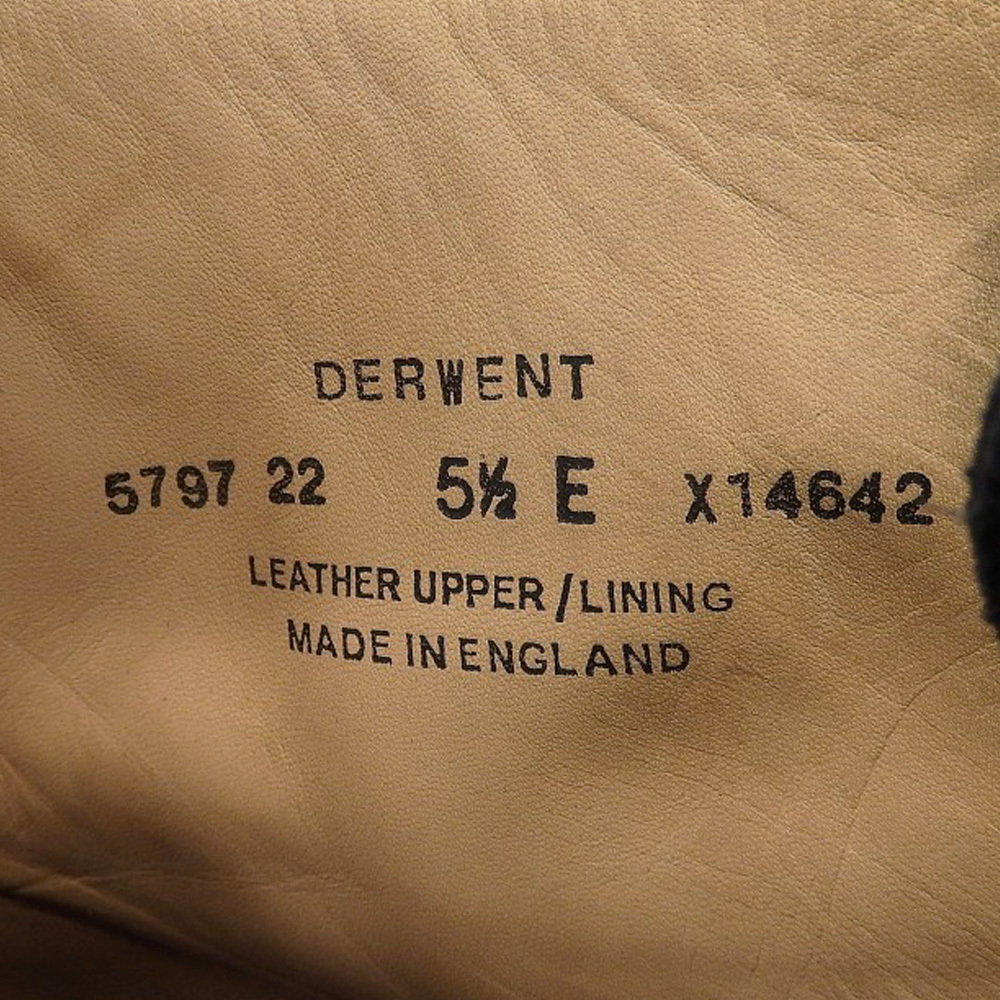 DERWENT
5797 22 5½ E X14642
LEATHER UPPER/LINING
MADE IN ENGLAND